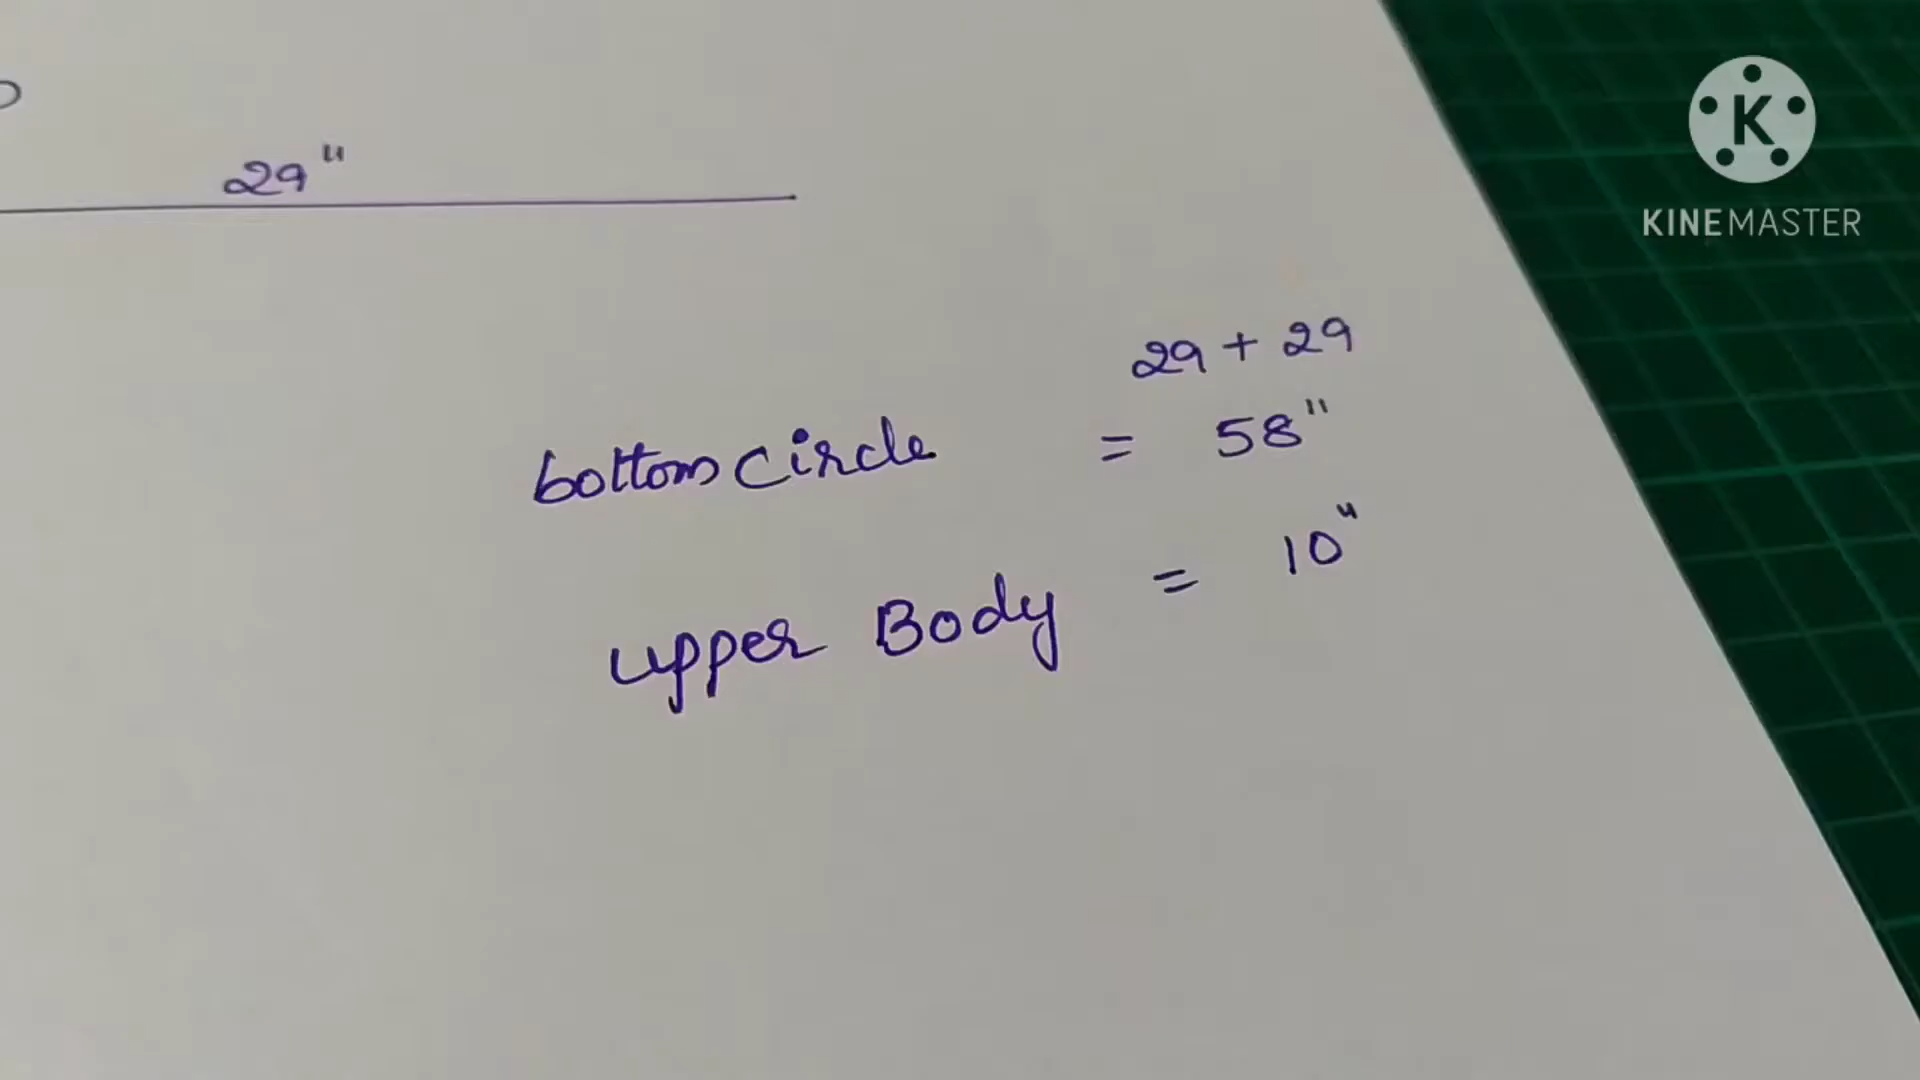 29"
29 + 29
bottom circle = 58"
upper Body = 10"
K
KINEMASTER